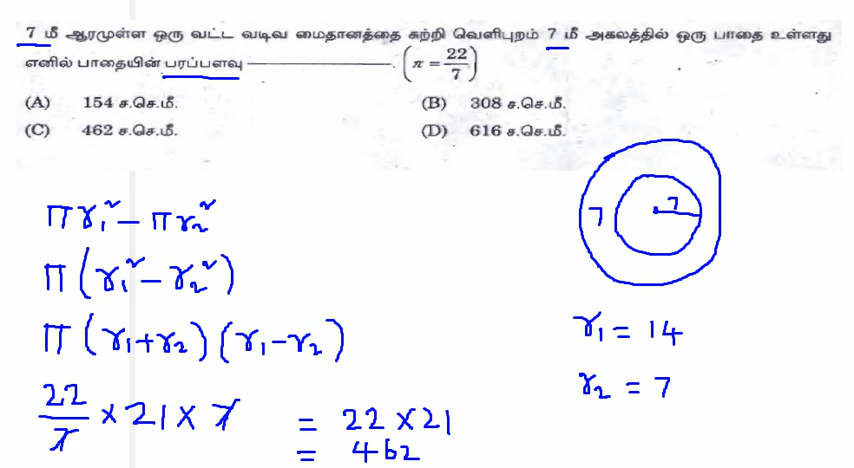 7 மீ ஆரமுள்ள ஒரு வட்ட வடிவ மைதானத்தை சுற்றி வெளிபுறம் 7 மீ அகலத்தில் ஒரு பாதை உள்ளது
எனில் பாதையின் பரப்பளவு ———————. (π = 22/7)
(A) 154 ச.செ.மீ. (B) 308 ச.செ.மீ.
(C) 462 ச.செ.மீ. (D) 616 ச.செ.மீ.
7 7
πr₁² – πr₂²
π(r₁² – r₂²)
π(r₁+r₂)(r₁–r₂)
r₁ = 14
r₂ = 7
22/7 × 21 × 7 = 22 × 21
= 462